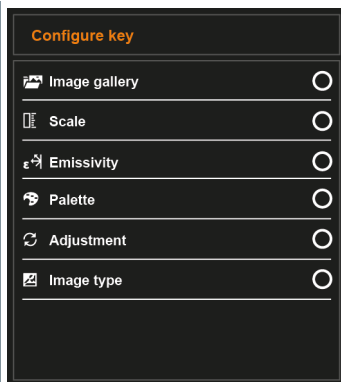 Configure key
Image gallery
Scale
ε Emissivity
Palette
Adjustment
Image type